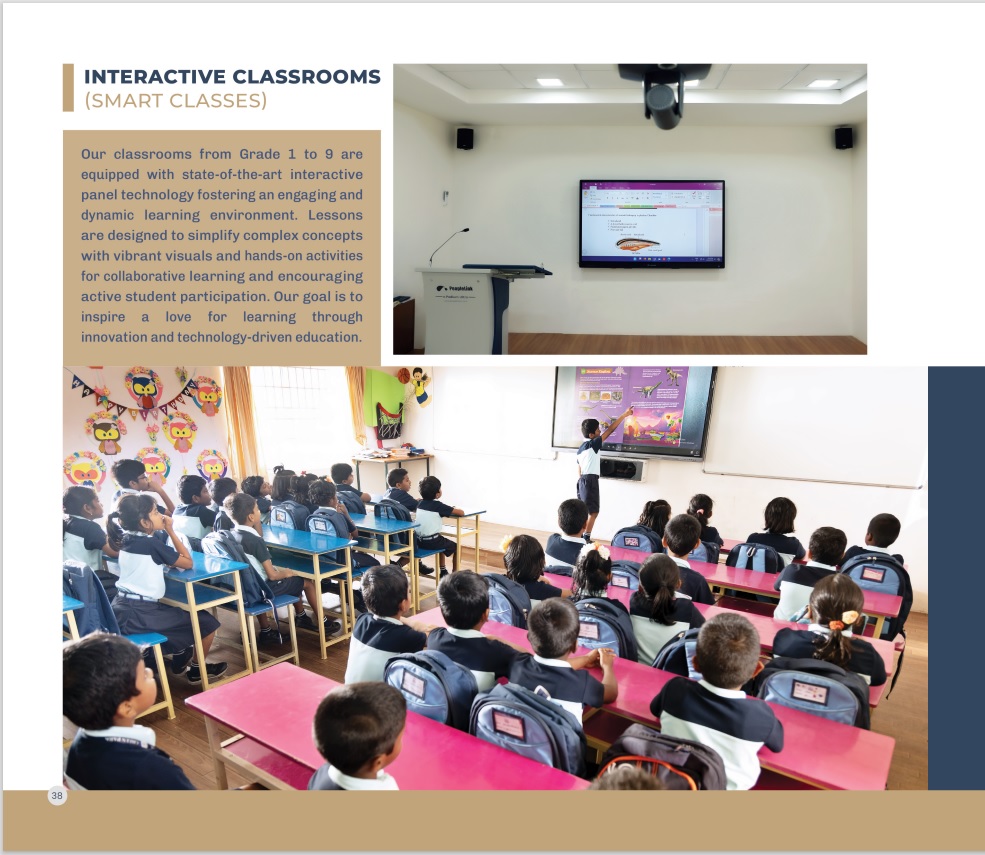 INTERACTIVE CLASSROOMS
(SMART CLASSES)
Our classrooms from Grade 1 to 9 are
equipped with state-of-the-art interactive
panel technology fostering an engaging and
dynamic learning environment. Lessons
are designed to simplify complex concepts
with vibrant visuals and hands-on activities
for collaborative learning and encouraging
active student participation. Our goal is to
inspire a love for learning through
innovation and technology-driven education.
PeopleLink
38